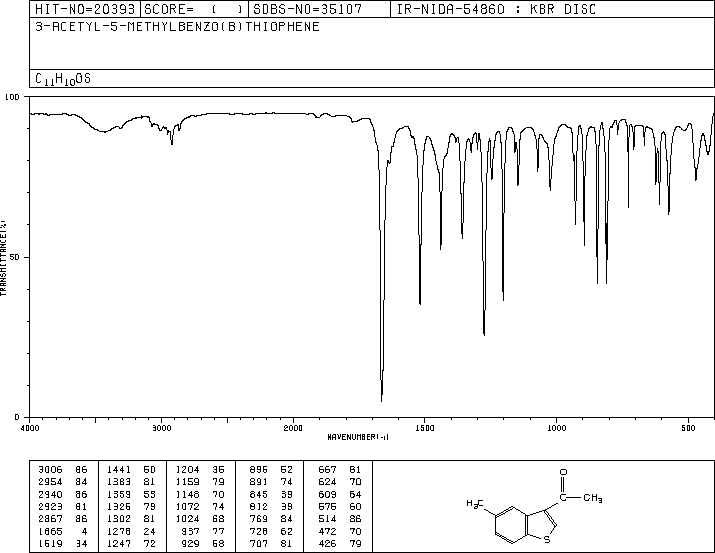 HIT-NO=20393 SCORE= ( ) SDBS-NO=35107 IR-NIDA-54860 : KBR DISC
3-ACETYL-5-METHYLBENZO(B)THIOPHENE
C11H10OS
100
50
0
TRANSMITTANCE(%)
4000 3000 2000 1500 1000 500
WAVENUMBER(-1)
3006 86 1441 50 1204 35 896 52 667 81
2954 84 1383 81 1159 79 891 74 624 70
2940 86 1359 55 1148 70 845 39 609 64
2923 81 1326 79 1072 74 812 39 576 60
2867 86 1302 81 1024 68 769 84 514 86
1665 4 1278 24 937 77 728 62 472 70
1519 34 1247 72 929 58 707 81 426 79
O
H3C
C
CH3
S